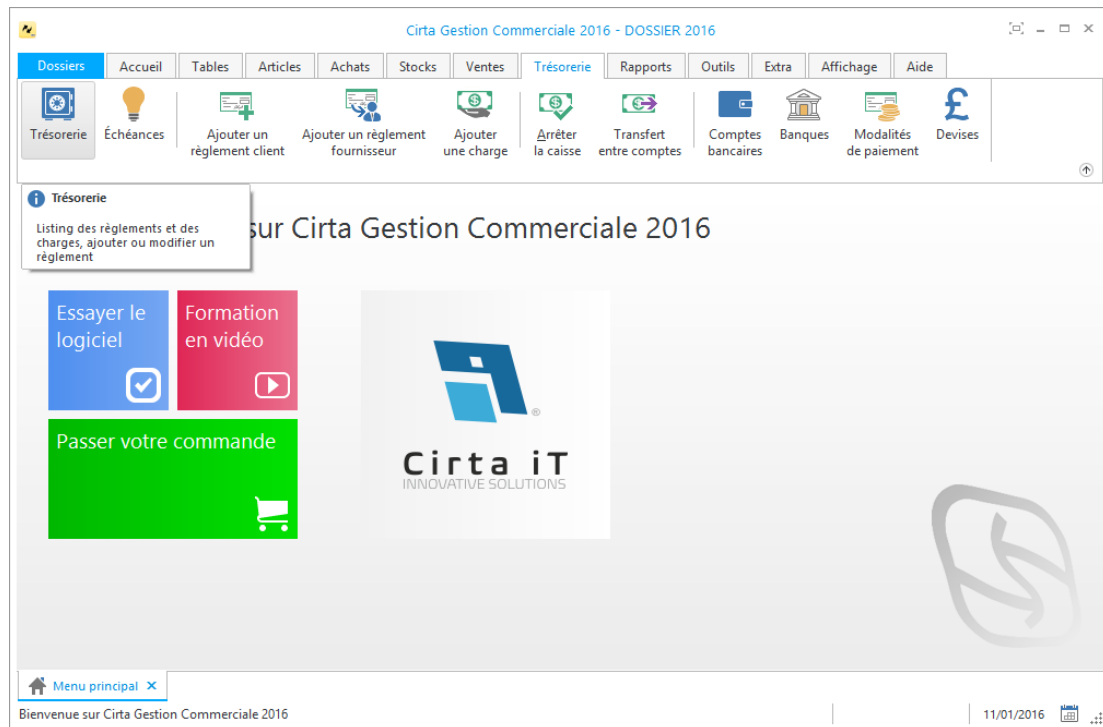 Cirta Gestion Commerciale 2016 - DOSSIER 2016
Dossiers Accueil Tables Articles Achats Stocks Ventes Trésorerie Rapports Outils Extra Affichage Aide
Trésorerie Échéances Ajouter un Ajouter un règlement Ajouter Arrêter Transfert Comptes Banques Modalités Devises
règlement client fournisseur une charge la caisse entre comptes bancaires de paiement
Trésorerie
Listing des règlements et des
charges, ajouter ou modifier un
règlement
sur Cirta Gestion Commerciale 2016
Essayer le
logiciel
Formation
en vidéo
Passer votre commande
Cirta iT
INNOVATIVE SOLUTIONS
Menu principal
Bienvenue sur Cirta Gestion Commerciale 2016 11/01/2016